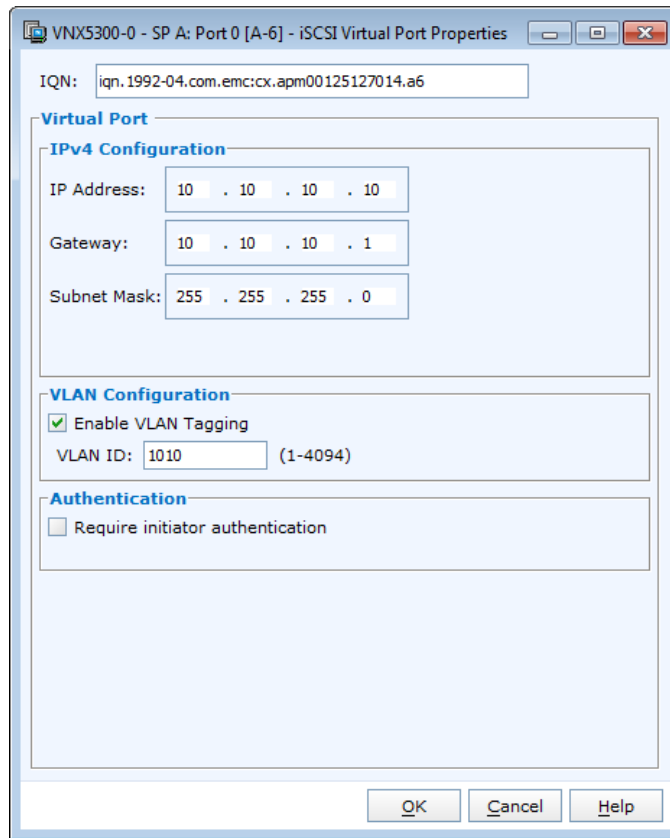 VNX5300-0 - SP A: Port 0 [A-6] - iSCSI Virtual Port Properties
IQN: iqn.1992-04.com.emc:cx.apm00125127014.a6
Virtual Port
IPv4 Configuration
IP Address: 10 . 10 . 10 . 10
Gateway: 10 . 10 . 10 . 1
Subnet Mask: 255 . 255 . 255 . 0
VLAN Configuration
Enable VLAN Tagging
VLAN ID: 1010 (1-4094)
Authentication
Require initiator authentication
OK Cancel Help